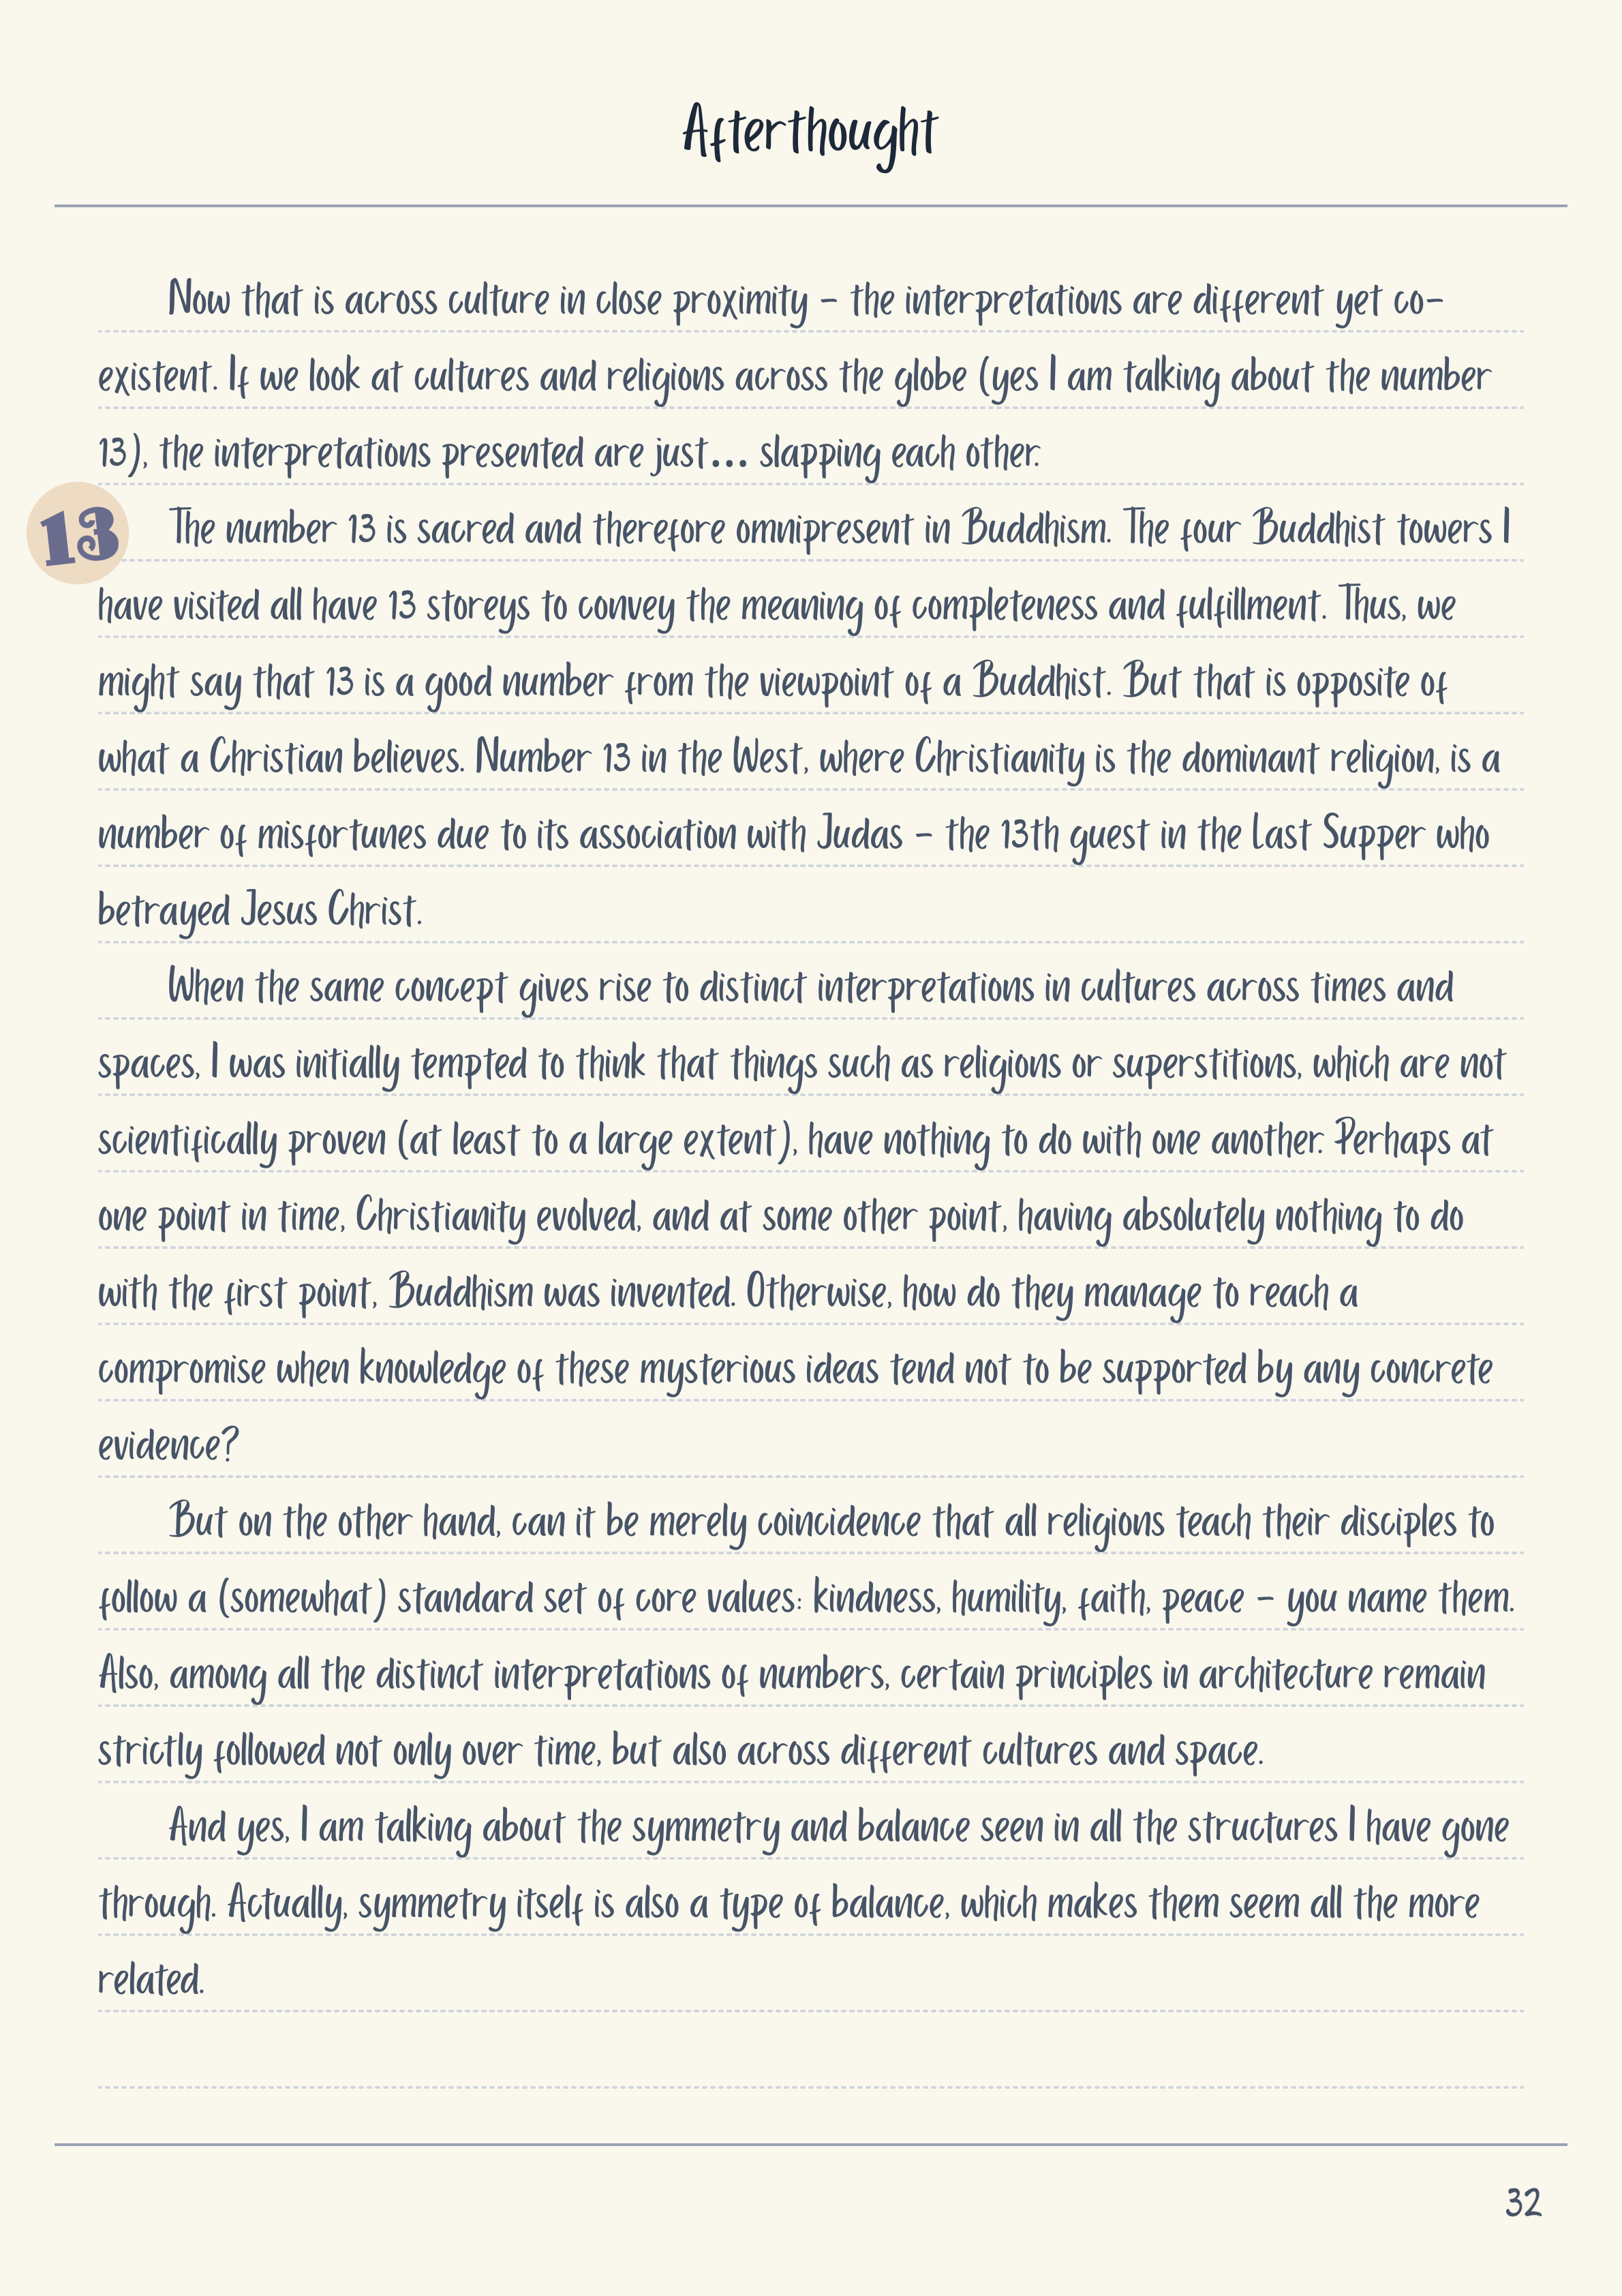 Afterthought
Now that is across culture in close proximity – the interpretations are different yet co-
existent. If we look at cultures and religions across the globe (yes I am talking about the number
13), the interpretations presented are just... slapping each other.
13
The number 13 is sacred and therefore omnipresent in Buddhism. The four Buddhist towers I
have visited all have 13 storeys to convey the meaning of completeness and fulfillment. Thus, we
might say that 13 is a good number from the viewpoint of a Buddhist. But that is opposite of
what a Christian believes. Number 13 in the West, where Christianity is the dominant religion, is a
number of misfortunes due to its association with Judas – the 13th guest in the Last Supper who
betrayed Jesus Christ.
When the same concept gives rise to distinct interpretations in cultures across times and
spaces, I was initially tempted to think that things such as religions or superstitions, which are not
scientifically proven (at least to a large extent), have nothing to do with one another. Perhaps at
one point in time, Christianity evolved, and at some other point, having absolutely nothing to do
with the first point, Buddhism was invented. Otherwise, how do they manage to reach a
compromise when knowledge of these mysterious ideas tend not to be supported by any concrete
evidence?
But on the other hand, can it be merely coincidence that all religions teach their disciples to
follow a (somewhat) standard set of core values: kindness, humility, faith, peace – you name them.
Also, among all the distinct interpretations of numbers, certain principles in architecture remain
strictly followed not only over time, but also across different cultures and space.
And yes, I am talking about the symmetry and balance seen in all the structures I have gone
through. Actually, symmetry itself is also a type of balance, which makes them seem all the more
related.
32